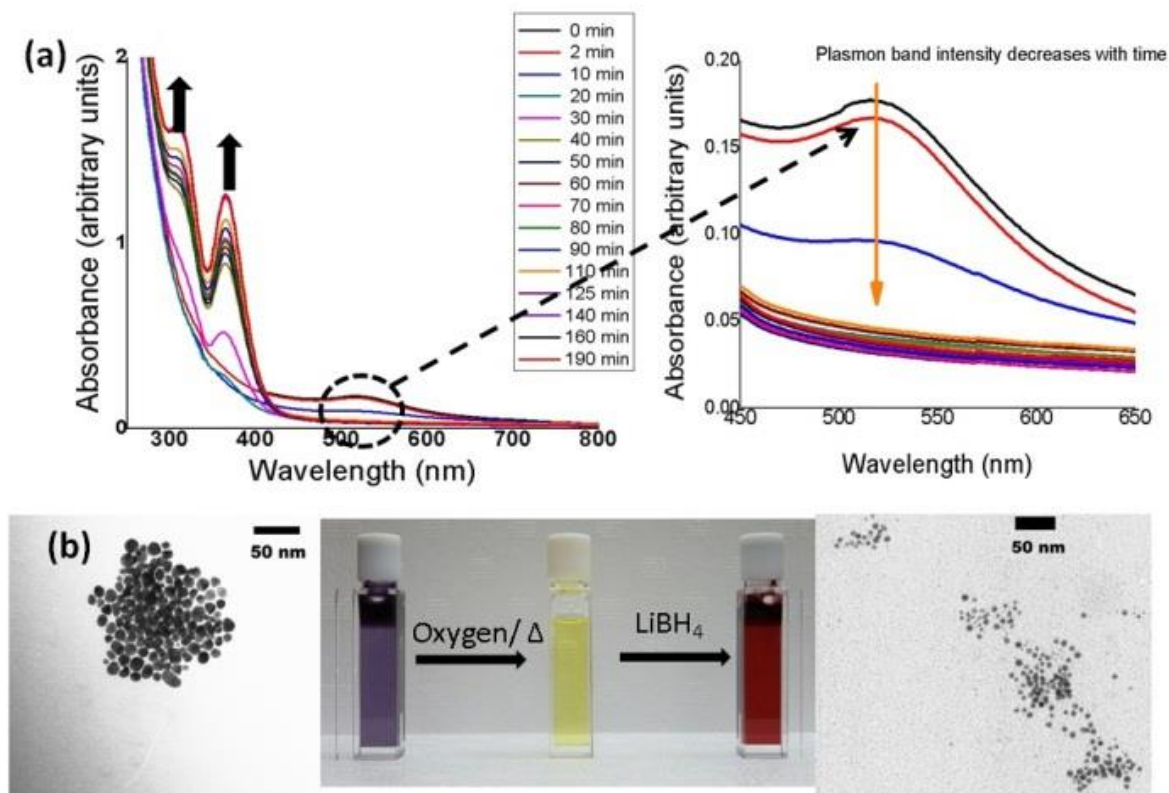 (a)
2
1
0
Absorbance (arbitrary units)
300 400 500 600 700 800
Wavelength (nm)
0 min
2 min
10 min
20 min
30 min
40 min
50 min
60 min
70 min
80 min
90 min
110 min
125 min
140 min
160 min
190 min
Plasmon band intensity decreases with time
0.20
0.15
0.10
0.05
0.00
Absorbance (arbitrary units)
450 500 550 600 650
Wavelength (nm)
(b)
50 nm
Oxygen/ Δ
LiBH4
50 nm